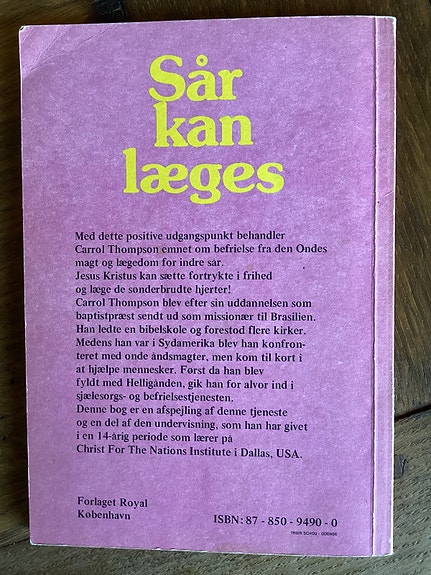 Sår
kan
læges
Med dette positive udgangspunkt behandler
Carrol Thompson emnet om befrielse fra den Ondes
magt og lægedom for indre sår.
Jesus Kristus kan sætte fortrykte i frihed
og læge de sønderbrudte hjerter!
Carrol Thompson blev efter sin uddannelsen som
baptistpræst sendt ud som missionær til Brasilien.
Han ledte en bibelskole og forestod flere kirker.
Medens han var i Sydamerika blev han konfron-
teret med onde åndsmagter, men kom til kort i
at hjælpe mennesker. Først da han blev
fyldt med Helligånden, gik han for alvor ind i
sjælesorgs- og befrielsestjenesten.
Denne bog er en afspejling af denne tjeneste
og en del af den undervisning, som han har givet
i en 14-årig periode som lærer på
Christ For The Nations Institute i Dallas, USA.
Forlaget Royal
København
ISBN: 87 - 850 - 9490 - 0
TRYK SCHOU - ODENSE